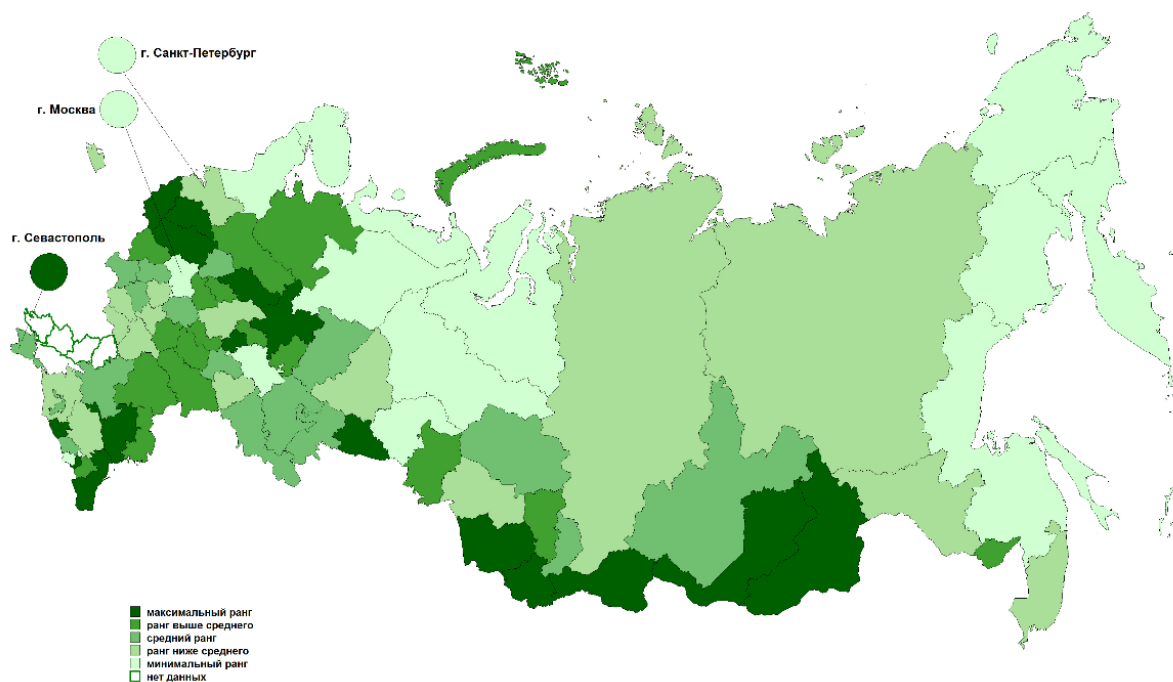 г. Санкт-Петербург
г. Москва
г. Севастополь
максимальный ранг
ранг выше среднего
средний ранг
ранг ниже среднего
минимальный ранг
нет данных